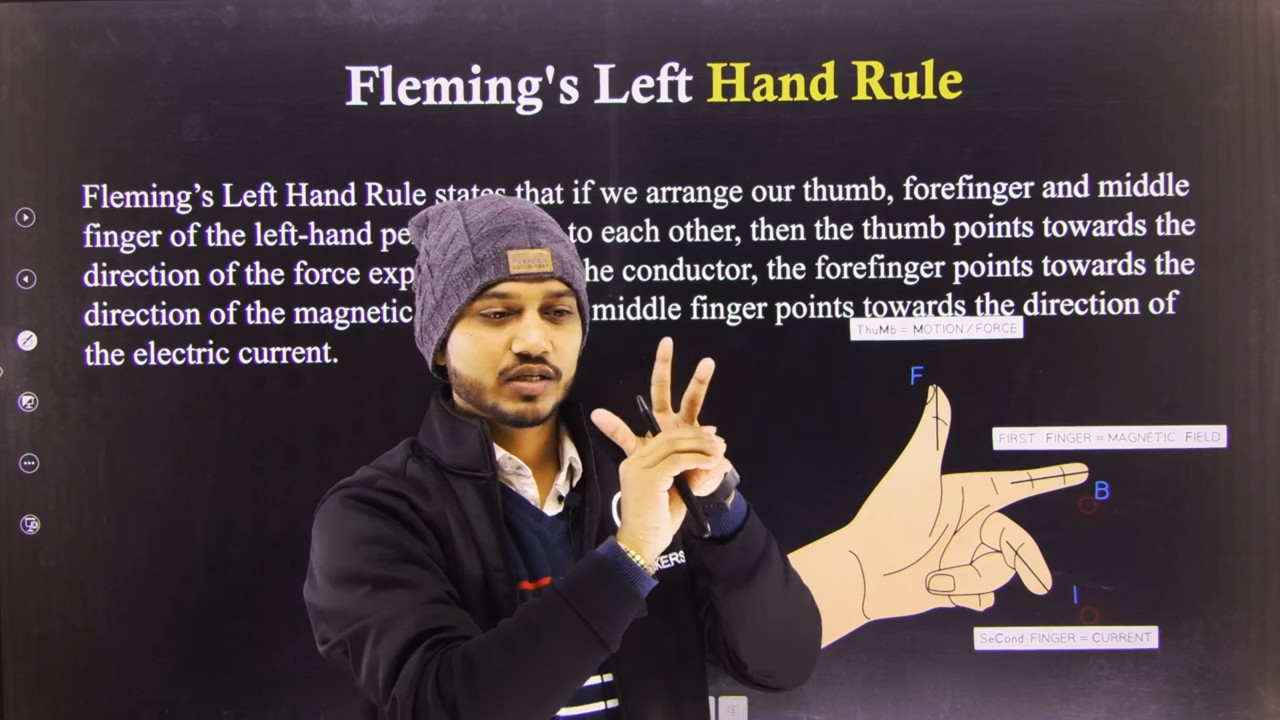 Fleming's Left Hand Rule
Fleming’s Left Hand Rule states that if we arrange our thumb, forefinger and middle
finger of the left-hand pe to each other, then the thumb points towards the
direction of the force exp he conductor, the forefinger points towards the
direction of the magnetic middle finger points towards the direction of
the electric current.
ThuMb = MOTION / FORCE
F
FIRST FINGER = MAGNETIC FIELD
B
KERS
I
SeCond FINGER = CURRENT